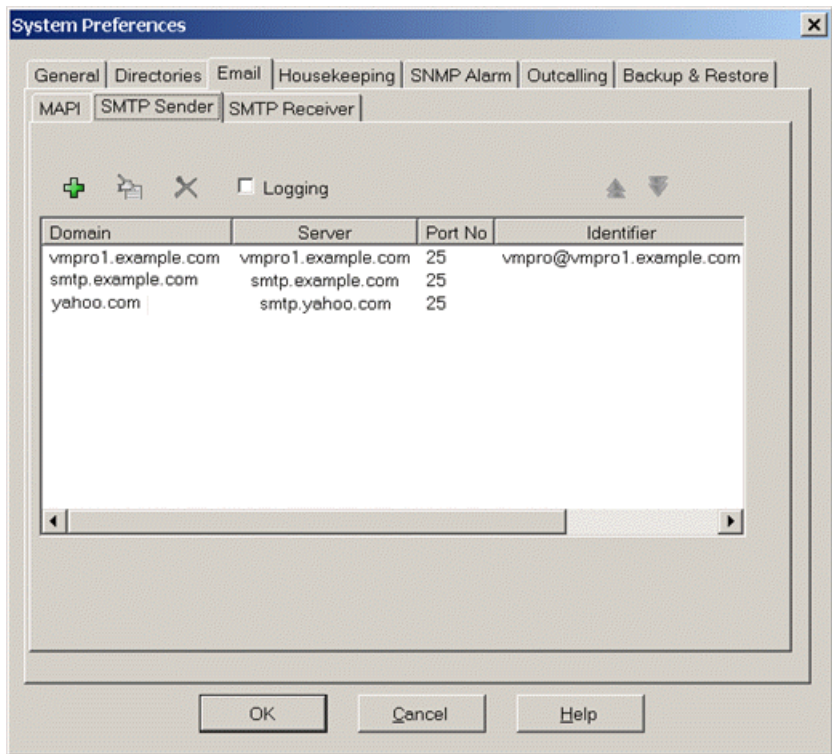 System Preferences
General Directories Email Housekeeping SNMP Alarm Outcalling Backup & Restore
MAPI SMTP Sender SMTP Receiver
Logging
Domain Server Port No Identifier
vmpro1.example.com vmpro1.example.com 25 vmpro@vmpro1.example.com
smtp.example.com smtp.example.com 25
yahoo.com smtp.yahoo.com 25
OK Cancel Help